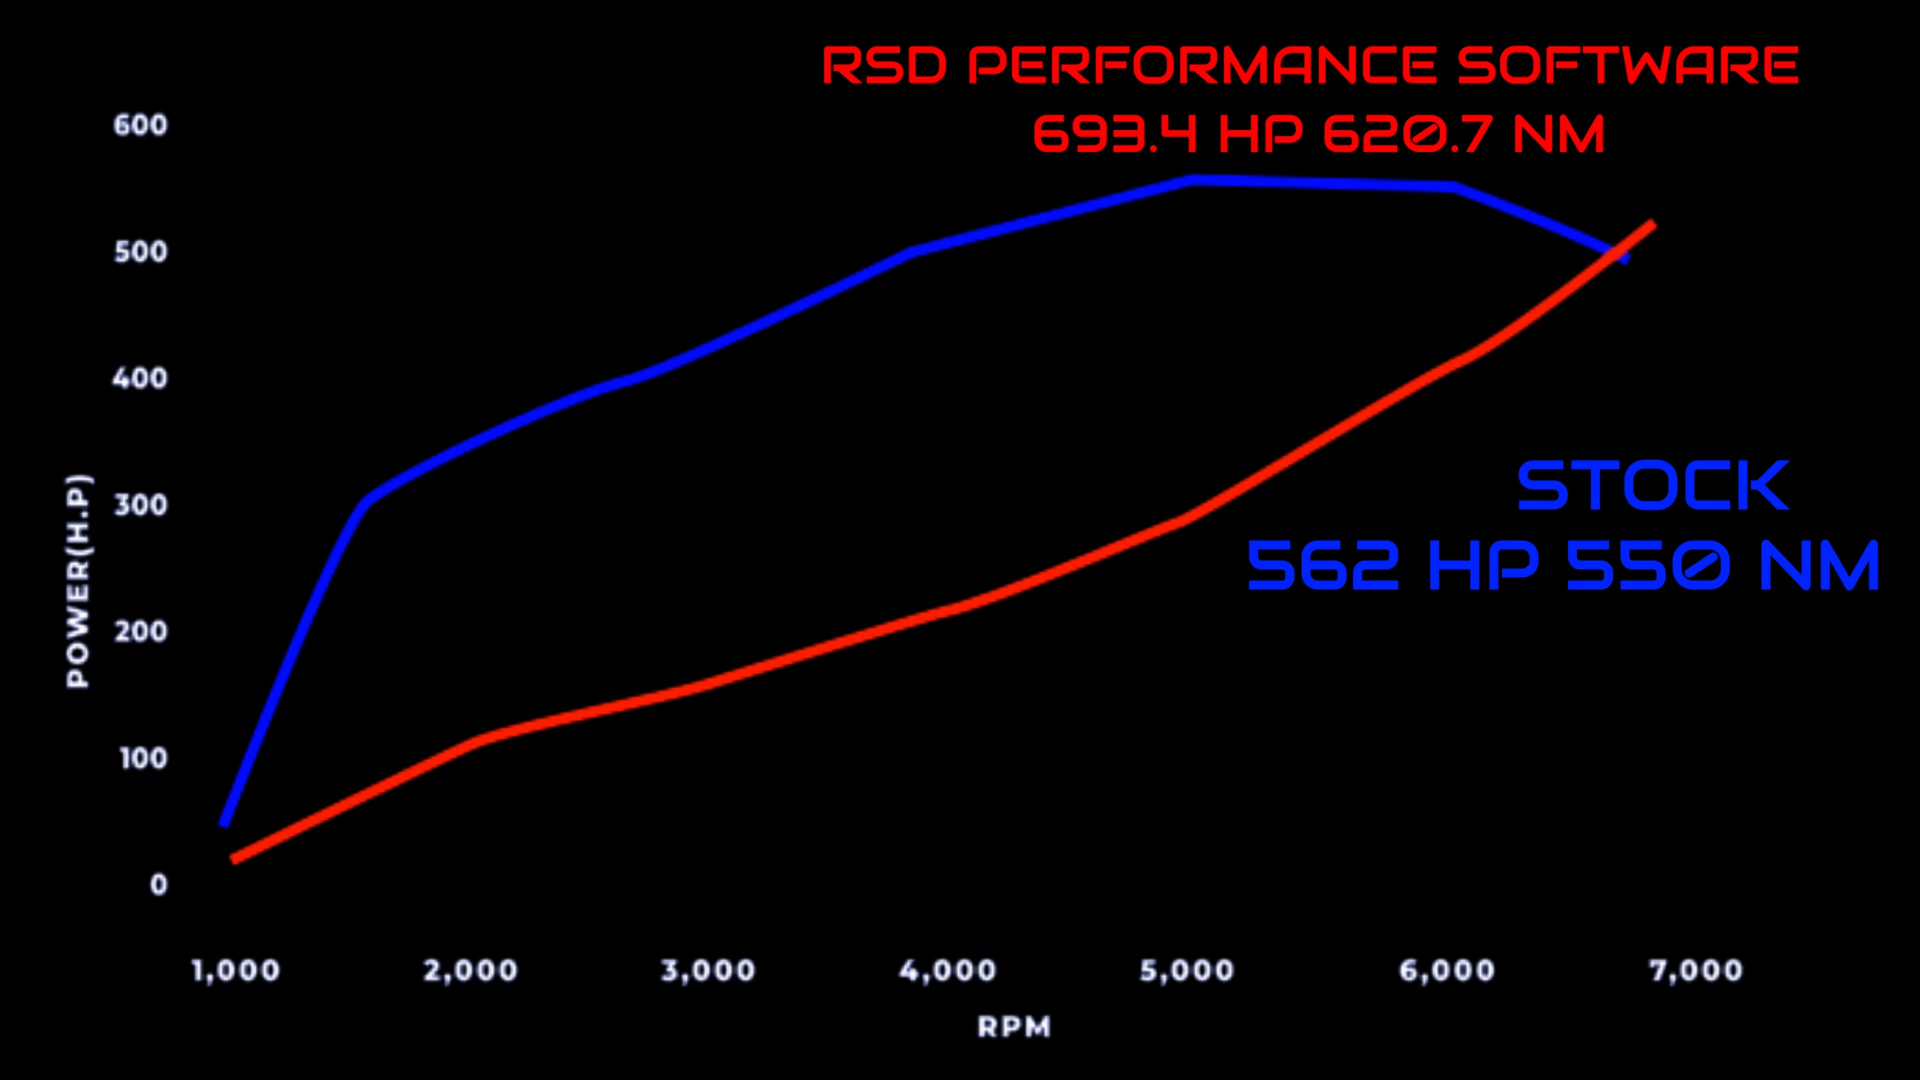 RSD PERFORMANCE SOFTWARE
693.4 HP 620.7 NM
600
500
400
300
200
100
0
POWER(H.P)
STOCK
562 HP 550 NM
1,000 2,000 3,000 4,000 5,000 6,000 7,000
RPM